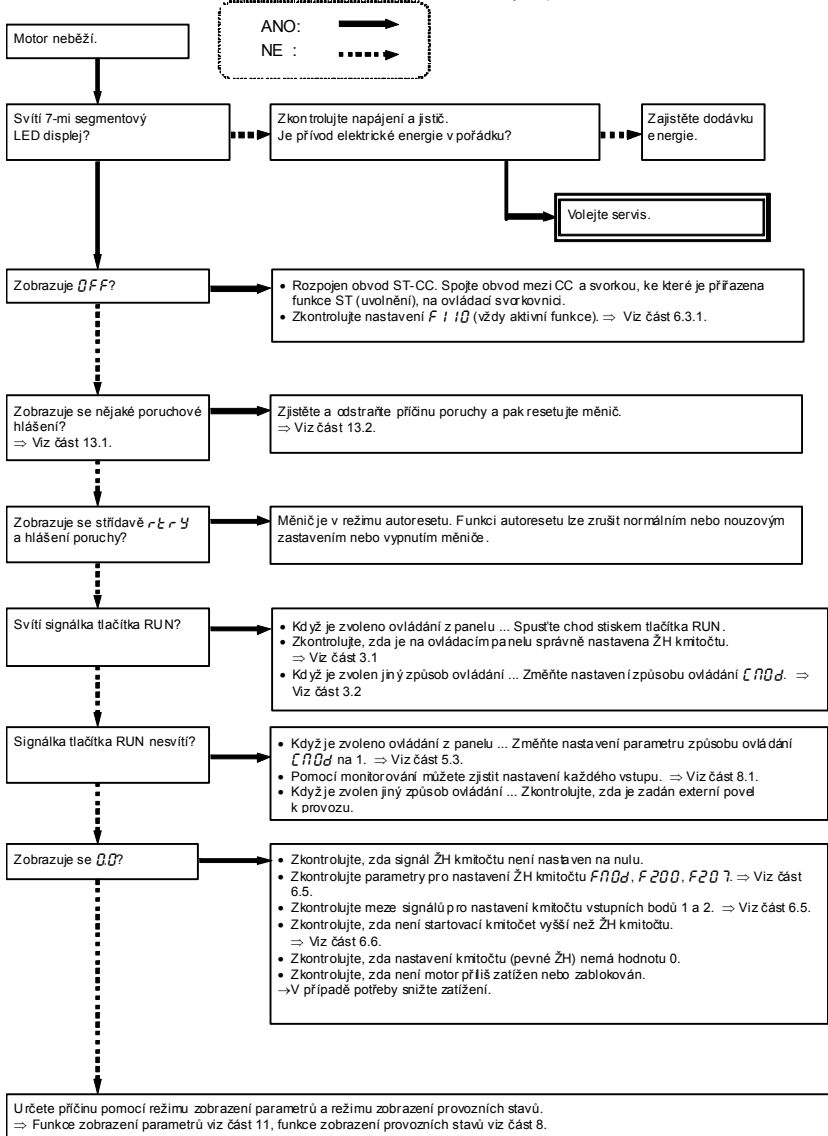 ANO:
NE :
Motor neběží.
Svítí 7-mi segmentový
LED displej?
Zkontrolujte napájení a jistič.
Je přívod elektrické energie v pořádku?
Zajistěte dodávku
energie.
Volejte servis.
Zobrazuje OFF?
• Rozpojen obvod ST-CC. Spojte obvod mezi CC a svorkou, ke které je přiřazena
funkce ST (uvolnění), na ovládací svorkovnici.
• Zkontrolujte nastavení F110 (vždy aktivní funkce). ⇒ Viz část 6.3.1.
Zobrazuje se nějaké poruchové
hlášení?
⇒ Viz část 13.1.
Zjistěte a odstraňte příčinu poruchy a pak resetujte měnič.
⇒ Viz část 13.2.
Zobrazuje se střídavě rtrY
a hlášení poruchy?
Měnič je v režimu autoresetu. Funkci autoresetu lze zrušit normálním nebo nouzovým
zastavením nebo vypnutím měniče.
Svítí signálka tlačítka RUN?
• Když je zvoleno ovládání z panelu ... Spusťte chod stiskem tlačítka RUN.
• Zkontrolujte, zda je na ovládacím panelu správně nastavena ŽH kmitočtu.
⇒ Viz část 3.1
• Když je zvolen jiný způsob ovládání ... Změňte nastavení způsobu ovládání CMOd. ⇒
Viz část 3.2
Signálka tlačítka RUN nesvítí?
• Když je zvoleno ovládání z panelu ... Změňte nastavení parametru způsobu ovládání
CMOd na 1. ⇒ Viz část 5.3.
• Pomocí monitorování můžete zjistit nastavení každého vstupu. ⇒ Viz část 8.1.
• Když je zvolen jiný způsob ovládání ... Zkontrolujte, zda je zadán externí povel
k provozu.
Zobrazuje se 0.0?
• Zkontrolujte, zda signál ŽH kmitočtu není nastaven na nulu.
• Zkontrolujte parametry pro nastavení ŽH kmitočtu FMOd, F200, F207. ⇒ Viz část
6.5.
• Zkontrolujte meze signálů pro nastavení kmitočtu vstupních bodů 1 a 2. ⇒ Viz část 6.5.
• Zkontrolujte, zda není startovací kmitočet vyšší než ŽH kmitočtu.
⇒ Viz část 6.6.
• Zkontrolujte, zda nastavení kmitočtu (pevné ŽH) nemá hodnotu 0.
• Zkontrolujte, zda není motor příliš zatížen nebo zablokován.
→V případě potřeby snižte zatížení.
Určete příčinu pomocí režimu zobrazení parametrů a režimu zobrazení provozních stavů.
⇒ Funkce zobrazení parametrů viz část 11, funkce zobrazení provozních stavů viz část 8.